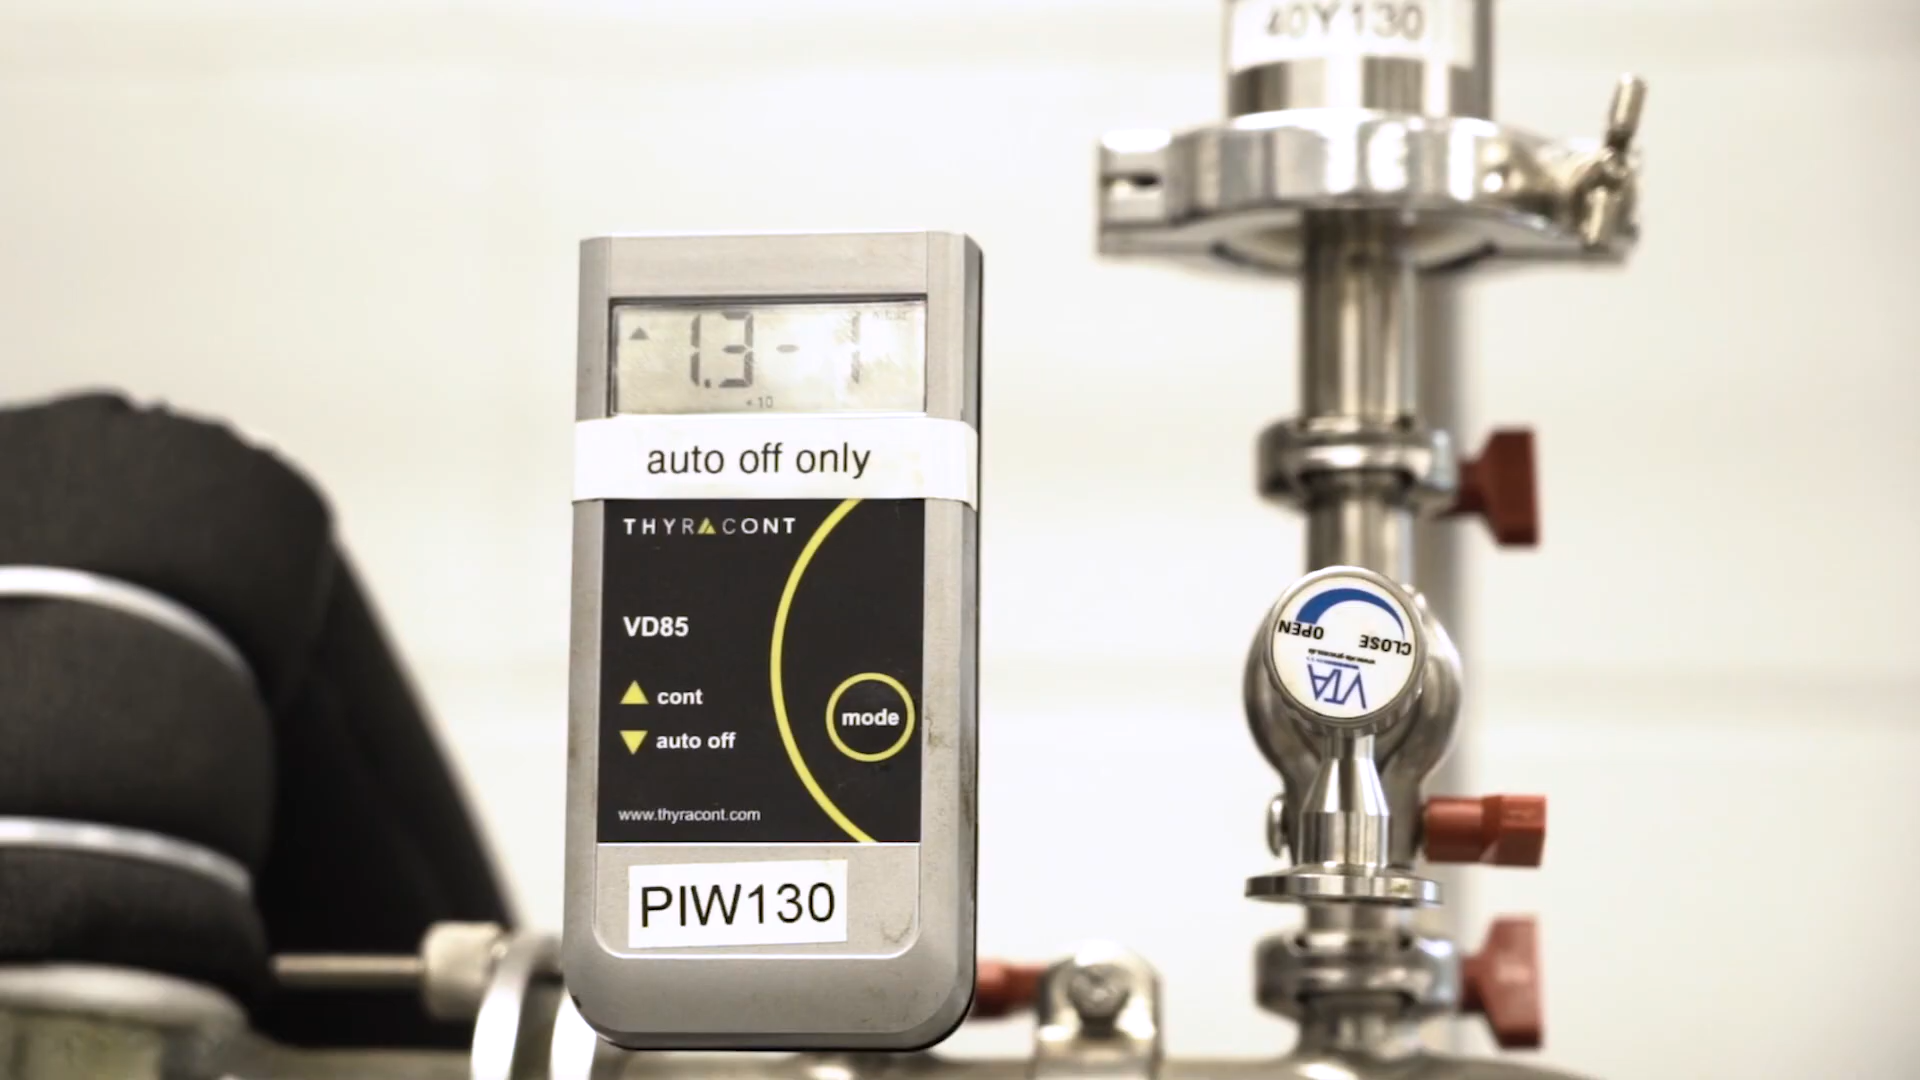 40Y130
1.3 - 1
auto off only
THYRACONT
VD85
▲ cont
▼ auto off
mode
www.thyracont.com
PIW130
OPEN
CLOSE
VTA